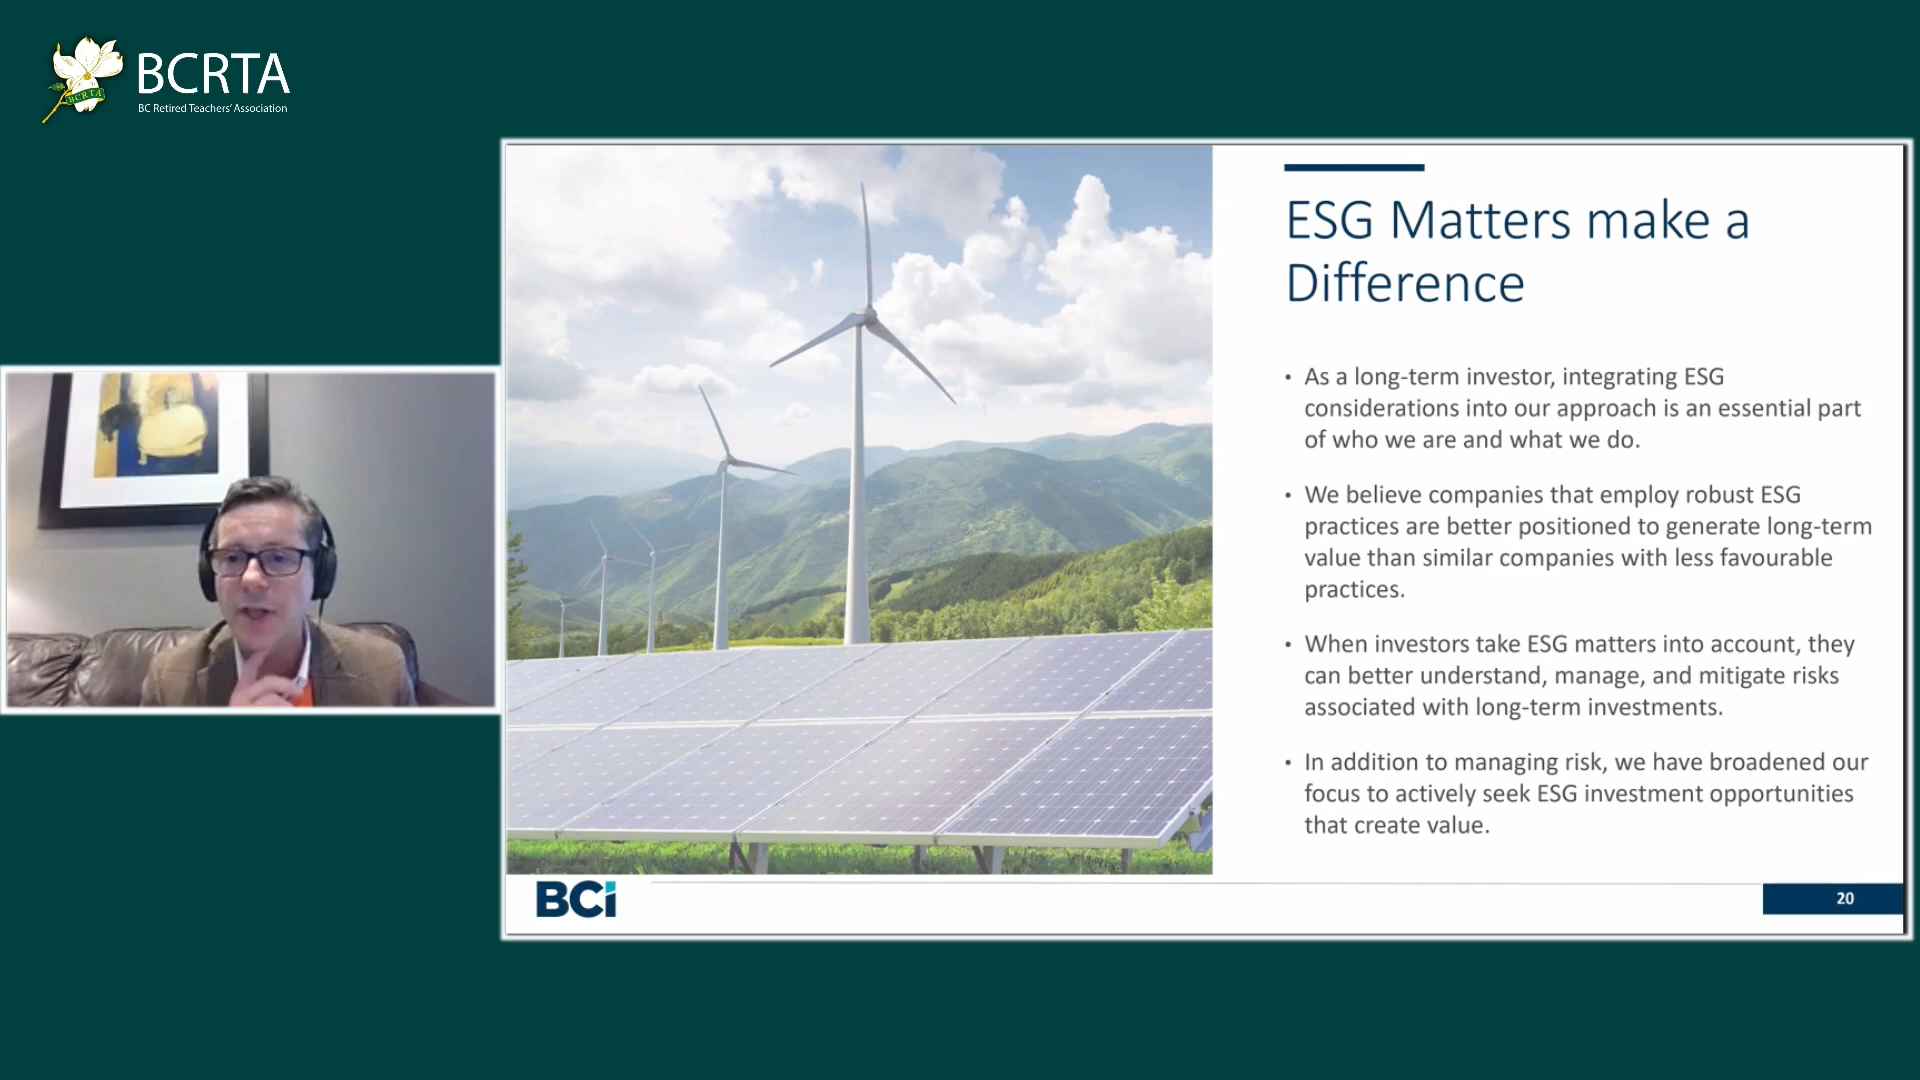 BCRTA
BC Retired Teachers' Association
BCRTA
ESG Matters make a
Difference
• As a long-term investor, integrating ESG
considerations into our approach is an essential part
of who we are and what we do.
• We believe companies that employ robust ESG
practices are better positioned to generate long-term
value than similar companies with less favourable
practices.
• When investors take ESG matters into account, they
can better understand, manage, and mitigate risks
associated with long-term investments.
• In addition to managing risk, we have broadened our
focus to actively seek ESG investment opportunities
that create value.
BCi
20